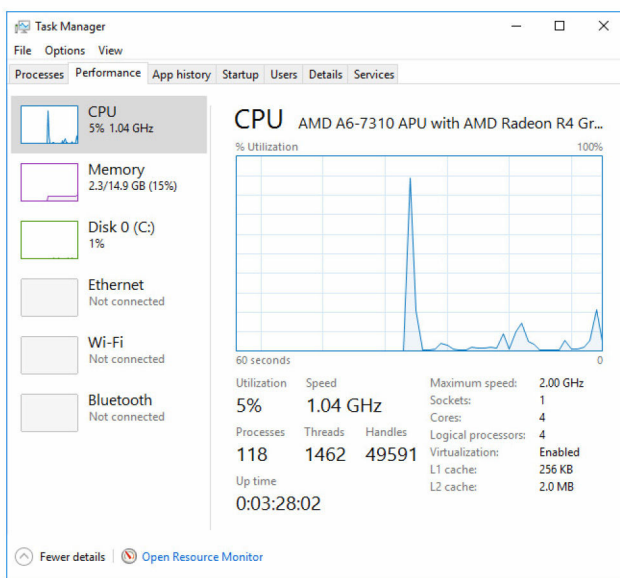 Task Manager
File Options View
Processes Performance App history Startup Users Details Services
CPU
5% 1.04 GHz
Memory
2.3/14.9 GB (15%)
Disk 0 (C:)
1%
Ethernet
Not connected
Wi-Fi
Not connected
Bluetooth
Not connected
CPU AMD A6-7310 APU with AMD Radeon R4 Gr...
% Utilization 100%
60 seconds 0
Utilization Speed
5% 1.04 GHz
Processes Threads Handles
118 1462 49591
Up time
0:03:28:02
Maximum speed: 2.00 GHz
Sockets: 1
Cores: 4
Logical processors: 4
Virtualization: Enabled
L1 cache: 256 KB
L2 cache: 2.0 MB
Fewer details Open Resource Monitor